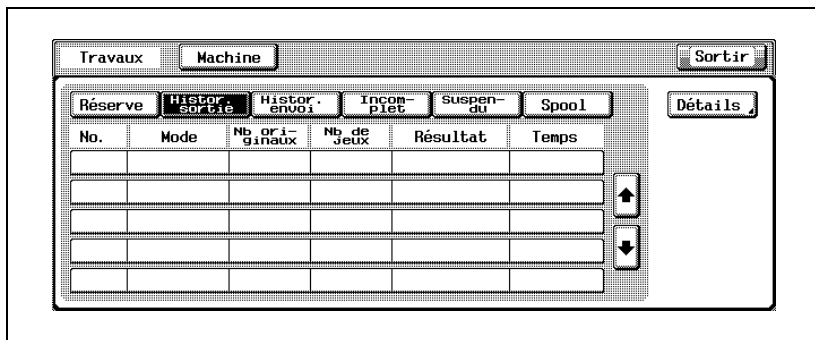 Travaux Machine Sortir
Réserve Histor. sortie Histor. envoi Incom-plet Suspen-du Spool Détails
No. Mode Nb ori-ginaux Nb de jeux Résultat Temps